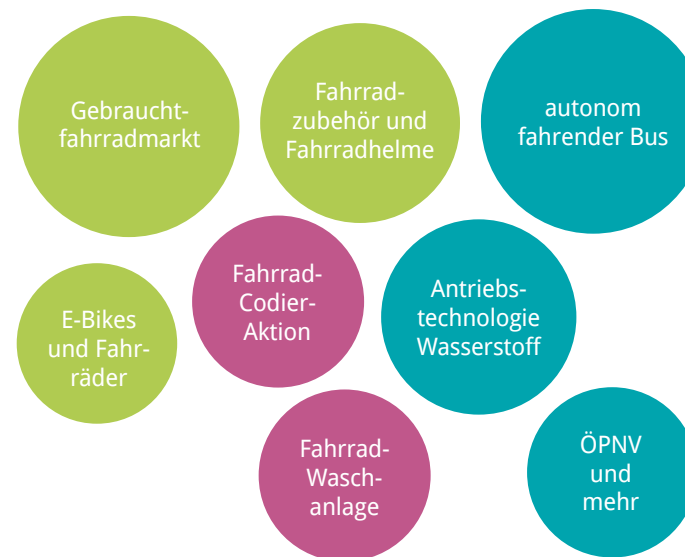 Gebraucht-
fahrradmarkt
Fahrrad-
zubehör und
Fahrradhelme
autonom
fahrender Bus
E-Bikes
und Fahr-
räder
Fahrrad-
Codier-
Aktion
Antriebs-
technologie
Wasserstoff
Fahrrad-
Wasch-
anlage
ÖPNV
und
mehr